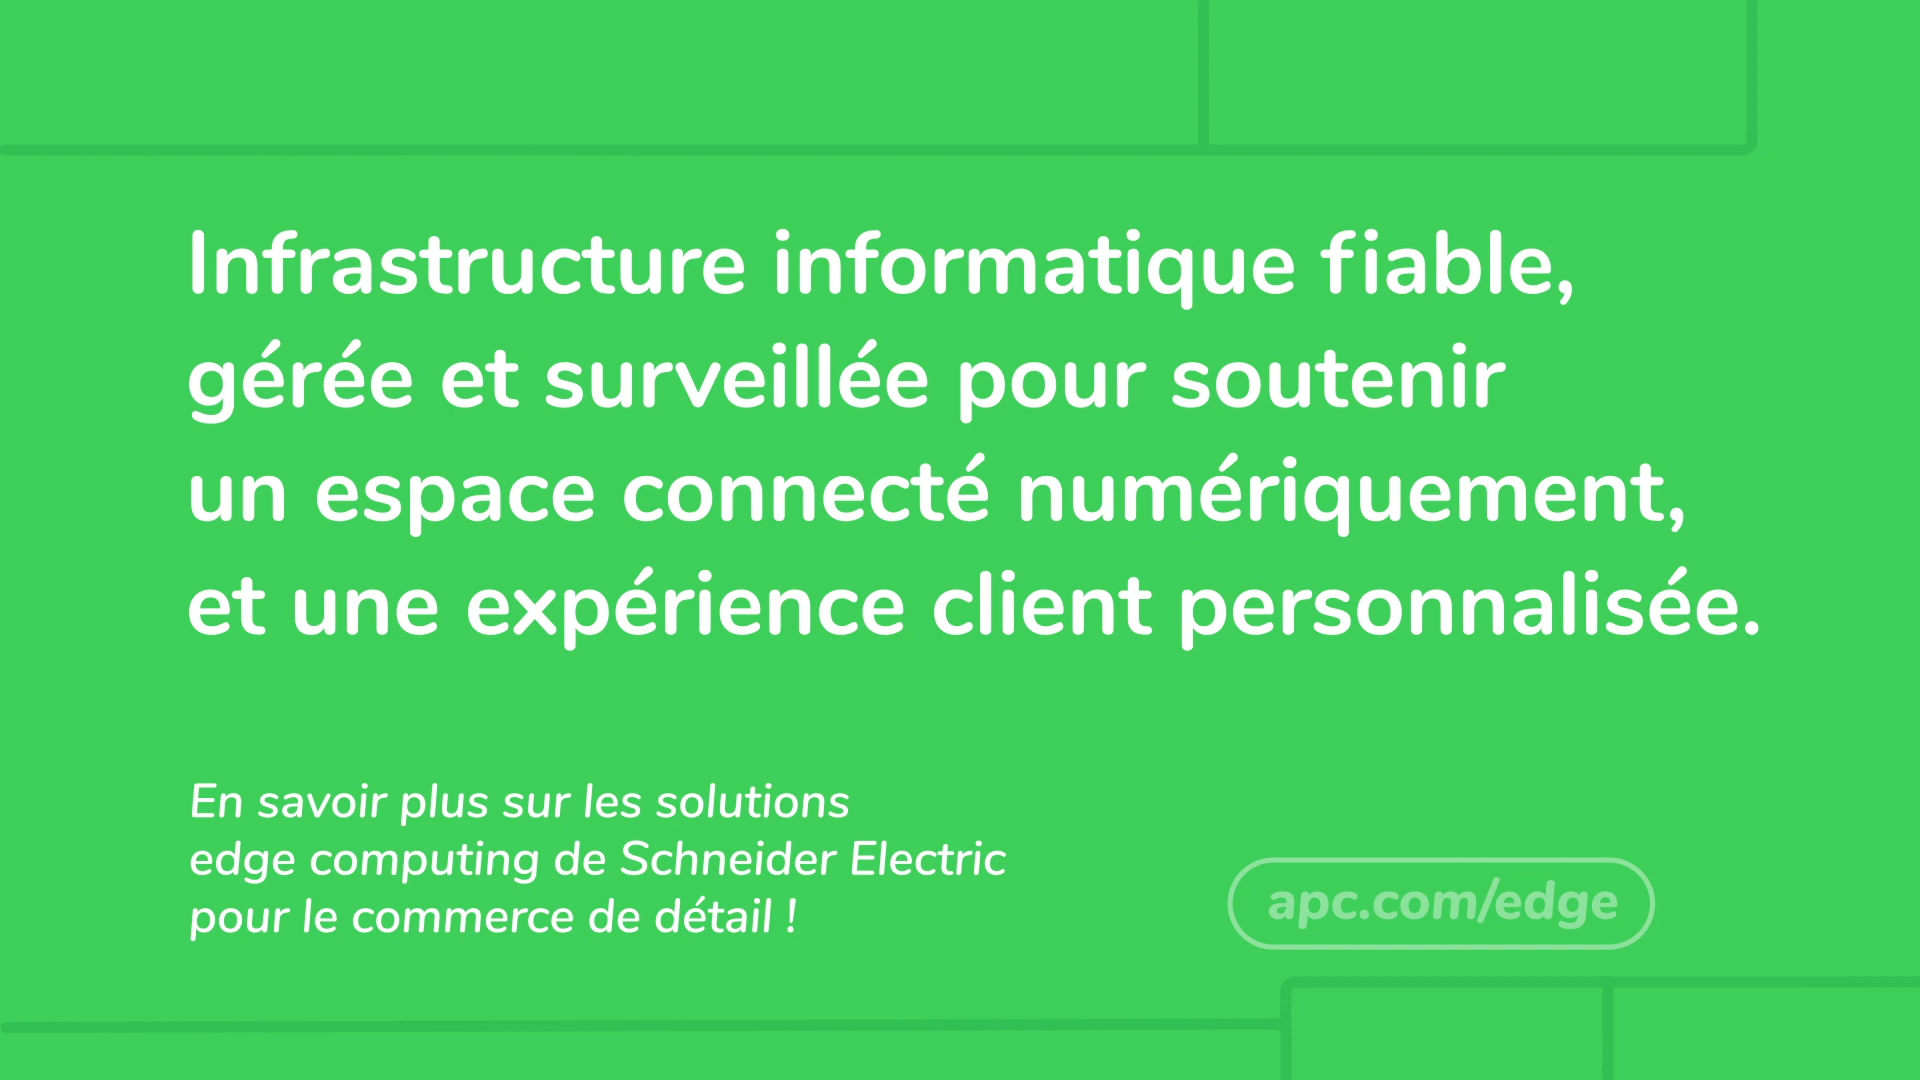 Infrastructure informatique fiable,
gérée et surveillée pour soutenir
un espace connecté numériquement,
et une expérience client personnalisée.
En savoir plus sur les solutions
edge computing de Schneider Electric
pour le commerce de détail !
apc.com/edge